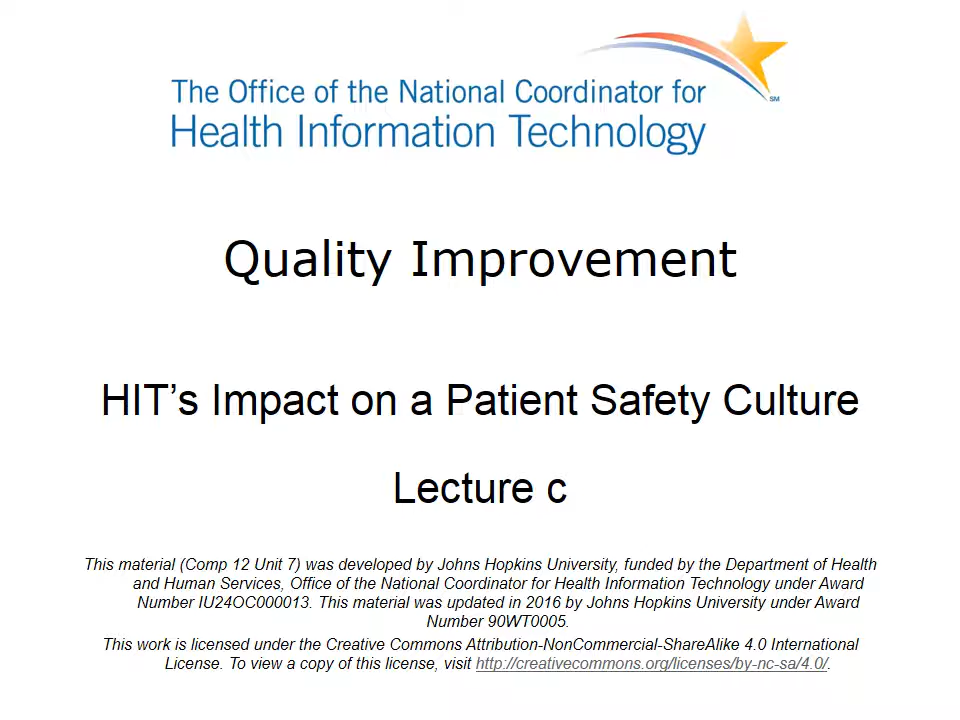 The Office of the National Coordinator for
Health Information Technology
SM
Quality Improvement
HIT’s Impact on a Patient Safety Culture
Lecture c
This material (Comp 12 Unit 7) was developed by Johns Hopkins University, funded by the Department of Health
and Human Services, Office of the National Coordinator for Health Information Technology under Award
Number IU24OC000013. This material was updated in 2016 by Johns Hopkins University under Award
Number 90WT0005.
This work is licensed under the Creative Commons Attribution-NonCommercial-ShareAlike 4.0 International
License. To view a copy of this license, visit http://creativecommons.org/licenses/by-nc-sa/4.0/.